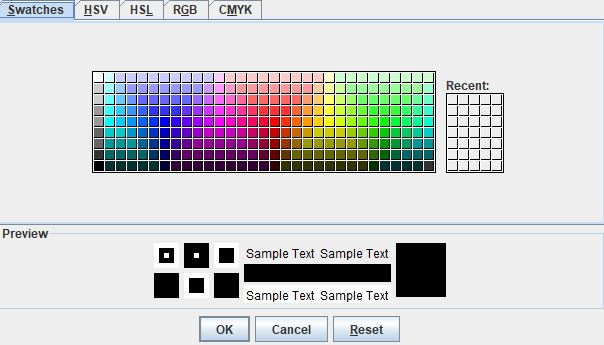 Swatches HSV HSL RGB CMYK
Recent:
Preview
Sample Text Sample Text
Sample Text Sample Text
OK Cancel Reset